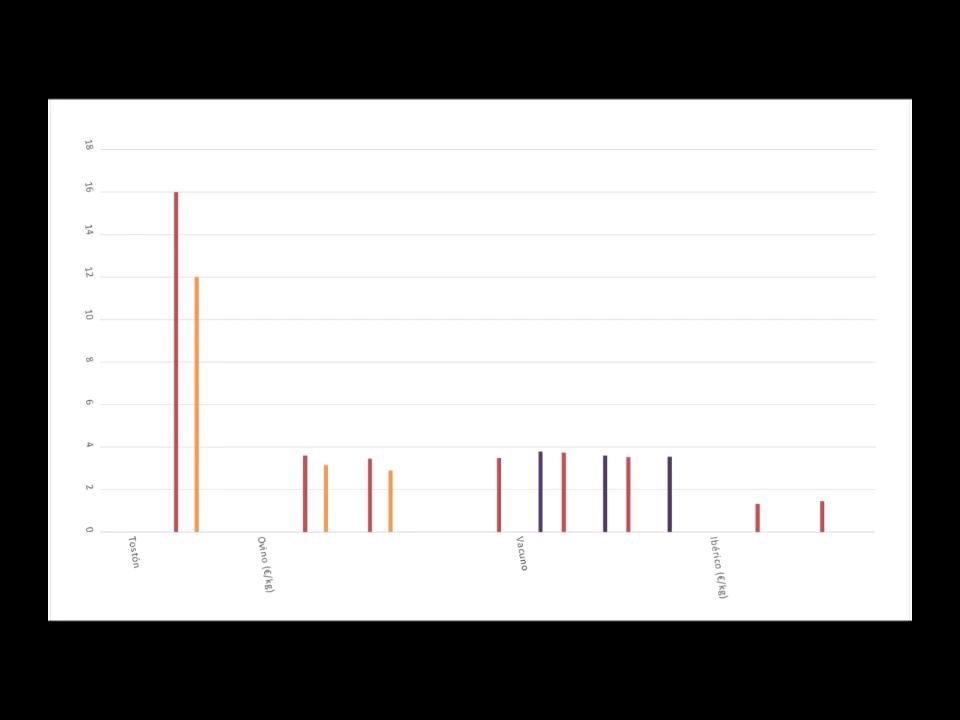 18
16
14
12
10
8
6
4
2
0
Tostón
Ovino (€/kg)
Vacuno
Ibérico (€/kg)